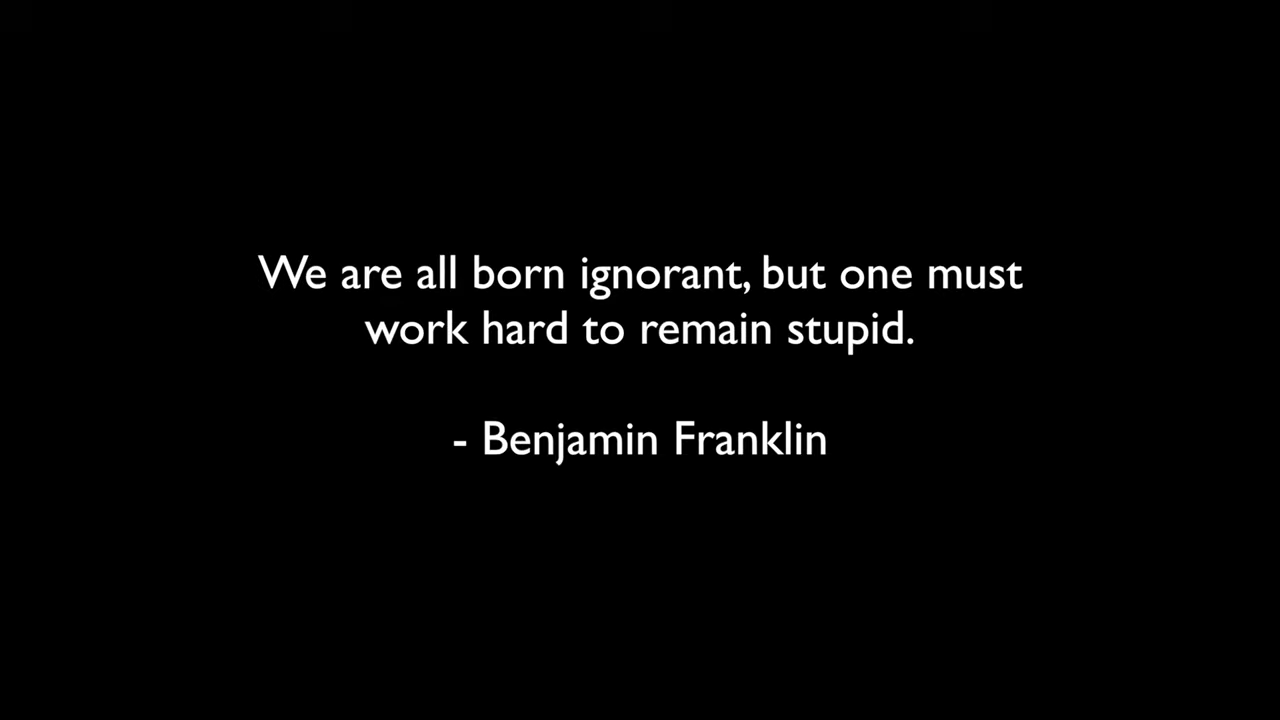 We are all born ignorant, but one must
work hard to remain stupid.
- Benjamin Franklin